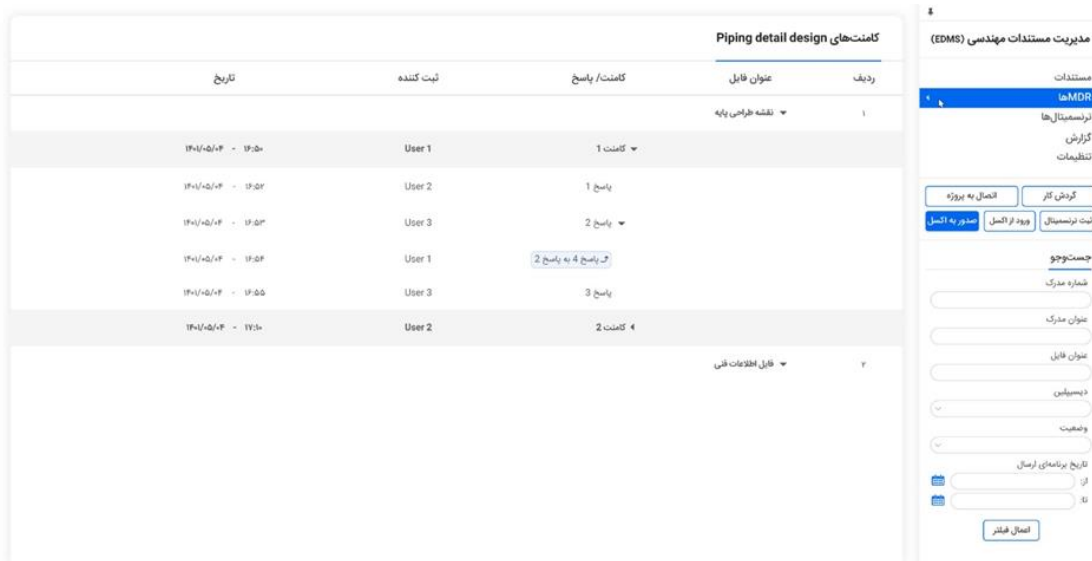 مدیریت مستندات مهندسی (EDMS)
مستندات
MDRها
ترنسمیتال‌ها
گزارش
تنظیمات
گردش کار
اتصال به پروژه
ثبت ترنسمیتال
ورود از اکسل
صدور به اکسل
جست‌وجو
شماره مدرک
عنوان مدرک
عنوان فایل
دیسیپلین
وضعیت
تاریخ برنامه‌ای ارسال
از:
تا:
اعمال فیلتر
کامنت‌های Piping detail design
ردیف عنوان فایل کامنت/ پاسخ ثبت کننده تاریخ
۱ نقشه طراحی پایه
کامنت 1 User 1 ۱۴۰۱/۰۵/۰۴ - ۱۶:۵۰
پاسخ 1 User 2 ۱۴۰۱/۰۵/۰۴ - ۱۶:۵۲
پاسخ 2 User 3 ۱۴۰۱/۰۵/۰۴ - ۱۶:۵۳
پاسخ 4 به پاسخ 2 User 1 ۱۴۰۱/۰۵/۰۴ - ۱۶:۵۴
پاسخ 3 User 3 ۱۴۰۱/۰۵/۰۴ - ۱۶:۵۵
کامنت 2 User 2 ۱۴۰۱/۰۵/۰۴ - ۱۷:۱۰
۲ فایل اطلاعات فنی